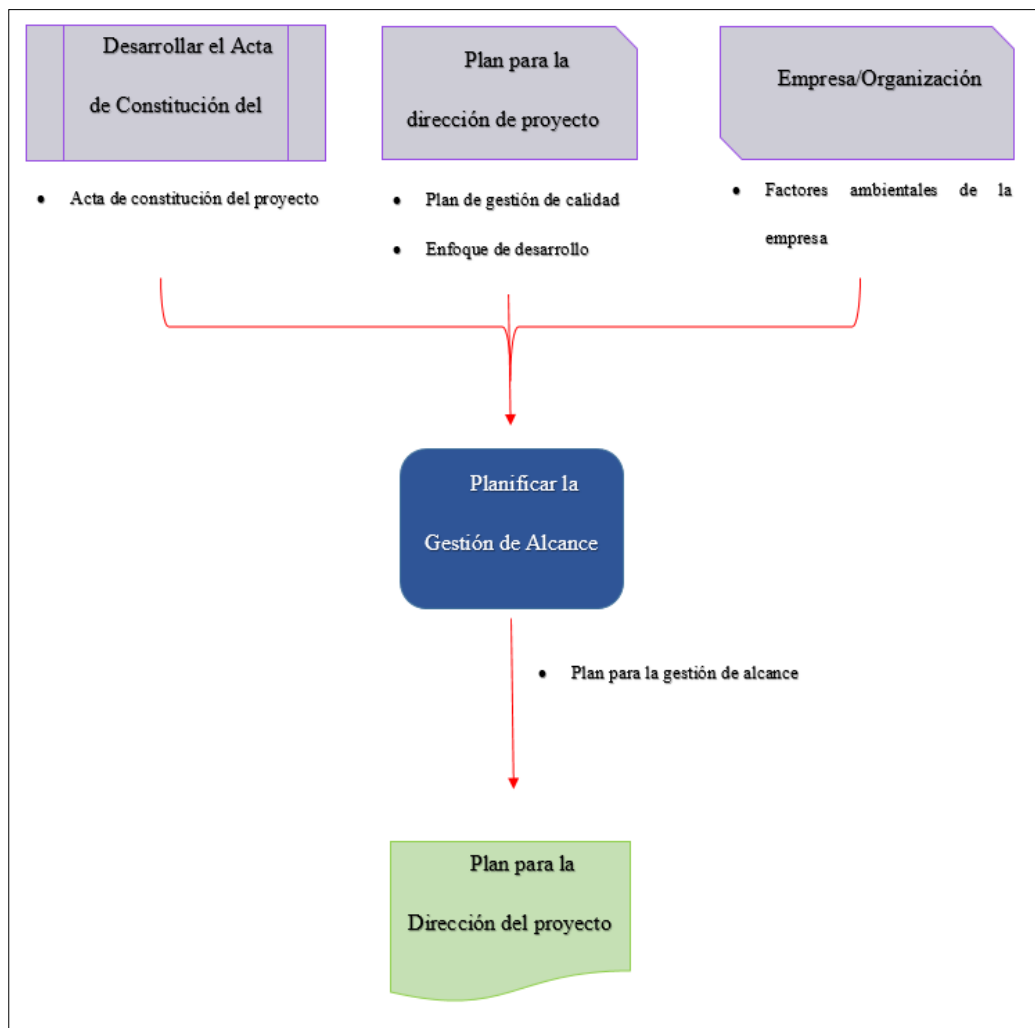 Desarrollar el Acta
de Constitución del
Plan para la
dirección de proyecto
Empresa/Organización
• Acta de constitución del proyecto
• Plan de gestión de calidad
• Enfoque de desarrollo
• Factores ambientales de la
empresa
Planificar la
Gestión de Alcance
• Plan para la gestión de alcance
Plan para la
Dirección del proyecto